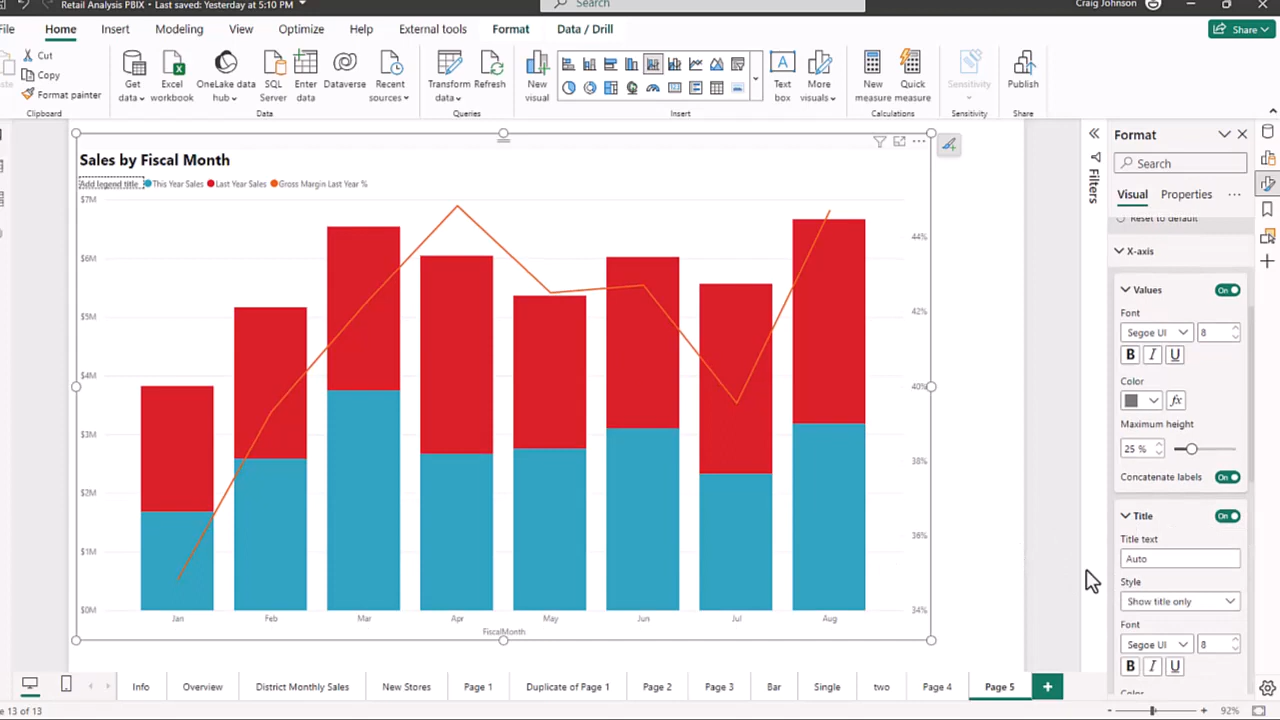 Retail Analysis PBIX • Last saved: Yesterday at 5:10 PM
Search
Craig Johnson
File Home Insert Modeling View Optimize Help External tools Format Data / Drill
Share
Cut
Copy
Format painter
Get data
Excel workbook
OneLake data hub
SQL Server
Enter data
Dataverse
Recent sources
Transform data
Refresh
New visual
Text box
More visuals
New measure
Quick measure
Sensitivity
Publish
Clipboard Data Queries Insert Calculations Sensitivity Share
Sales by Fiscal Month
Add legend title This Year Sales Last Year Sales Gross Margin Last Year %
$7M
$6M
$5M
$4M
$3M
$2M
$1M
$0M
44%
42%
40%
38%
36%
34%
Jan Feb Mar Apr May Jun Jul Aug
FiscalMonth
Filters
Format
Search
Visual Properties
Reset to default
X-axis
Values On
Font
Segoe UI 8
B I U
Color
fx
Maximum height
25 %
Concatenate labels On
Title On
Title text
Auto
Style
Show title only
Font
Segoe UI 8
B I U
Color
Info Overview District Monthly Sales New Stores Page 1 Duplicate of Page 1 Page 2 Page 3 Bar Single two Page 4 Page 5 +
e 13 of 13
92%